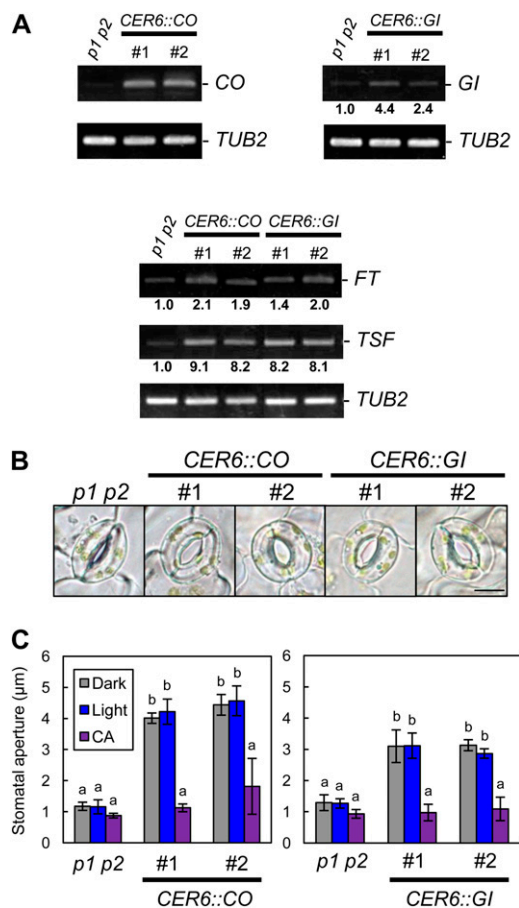 A
CER6::CO
p1 p2 #1 #2
CO
TUB2
CER6::GI
p1 p2 #1 #2
GI
1.0 4.4 2.4
TUB2
CER6::CO CER6::GI
p1 p2 #1 #2 #1 #2
FT
1.0 2.1 1.9 1.4 2.0
TSF
1.0 9.1 8.2 8.2 8.1
TUB2
B
CER6::CO CER6::GI
p1 p2 #1 #2 #1 #2
C
Stomatal aperture (μm)
6
5
4
3
2
1
0
Dark
Light
CA
a a a
b b a
b b a
p1 p2 #1 #2
CER6::CO
6
5
4
3
2
1
0
a a a
b b a
b b a
p1 p2 #1 #2
CER6::GI